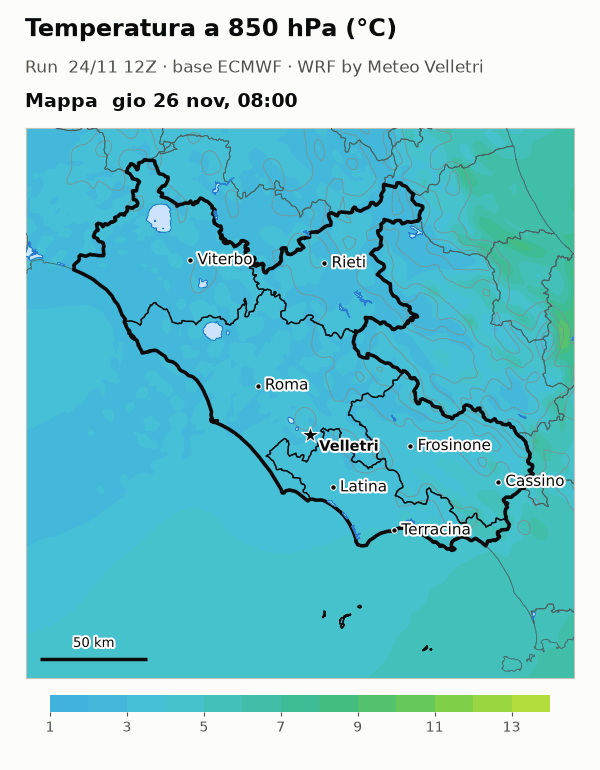 Temperatura a 850 hPa (°C)
Run  24/11 12Z · base ECMWF · WRF by Meteo Velletri
Mappa  gio 26 nov, 08:00
Viterbo
Rieti
Roma
Velletri
Frosinone
Latina
Cassino
Terracina
50 km
1 3 5 7 9 11 13